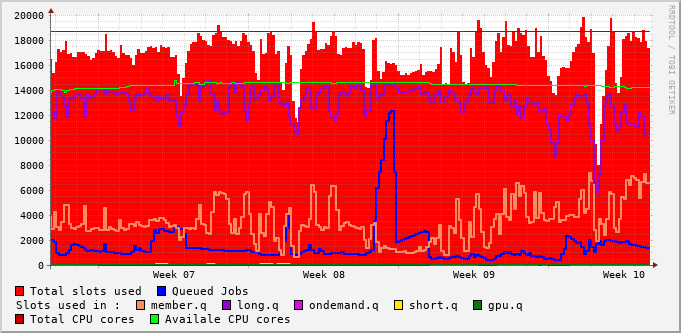 20000
18000
16000
14000
12000
10000
8000
6000
4000
2000
0
Week 07 Week 08 Week 09 Week 10
RRDTOOL / TOBI OETIKER
Total slots used Queued Jobs
Slots used in : member.q long.q ondemand.q short.q gpu.q
Total CPU cores Availale CPU cores